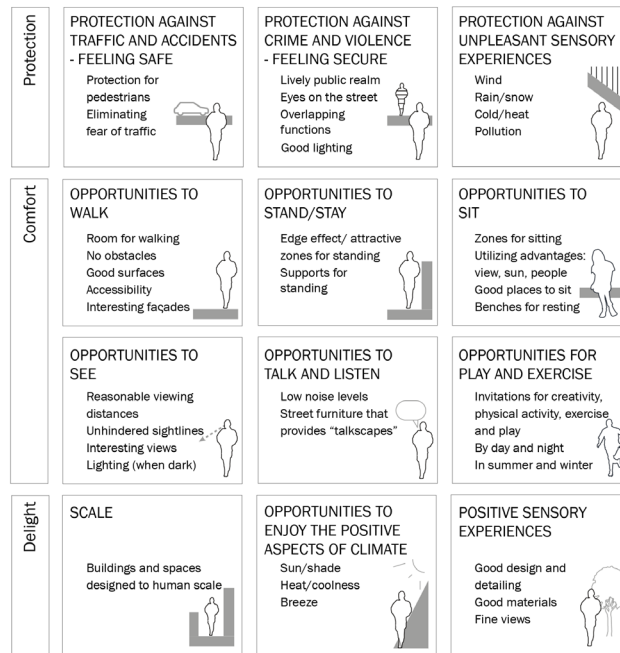 Protection
PROTECTION AGAINST
TRAFFIC AND ACCIDENTS
- FEELING SAFE
Protection for
pedestrians
Eliminating
fear of traffic
PROTECTION AGAINST
CRIME AND VIOLENCE
- FEELING SECURE
Lively public realm
Eyes on the street
Overlapping
functions
Good lighting
PROTECTION AGAINST
UNPLEASANT SENSORY
EXPERIENCES
Wind
Rain/snow
Cold/heat
Pollution
Comfort
OPPORTUNITIES TO
WALK
Room for walking
No obstacles
Good surfaces
Accessibility
Interesting façades
OPPORTUNITIES TO
STAND/STAY
Edge effect/ attractive
zones for standing
Supports for
standing
OPPORTUNITIES TO
SIT
Zones for sitting
Utilizing advantages:
view, sun, people
Good places to sit
Benches for resting
OPPORTUNITIES TO
SEE
Reasonable viewing
distances
Unhindered sightlines
Interesting views
Lighting (when dark)
OPPORTUNITIES TO
TALK AND LISTEN
Low noise levels
Street furniture that
provides “talkscapes”
OPPORTUNITIES FOR
PLAY AND EXERCISE
Invitations for creativity,
physical activity, exercise
and play
By day and night
In summer and winter
Delight
SCALE
Buildings and spaces
designed to human scale
OPPORTUNITIES TO
ENJOY THE POSITIVE
ASPECTS OF CLIMATE
Sun/shade
Heat/coolness
Breeze
POSITIVE SENSORY
EXPERIENCES
Good design and
detailing
Good materials
Fine views